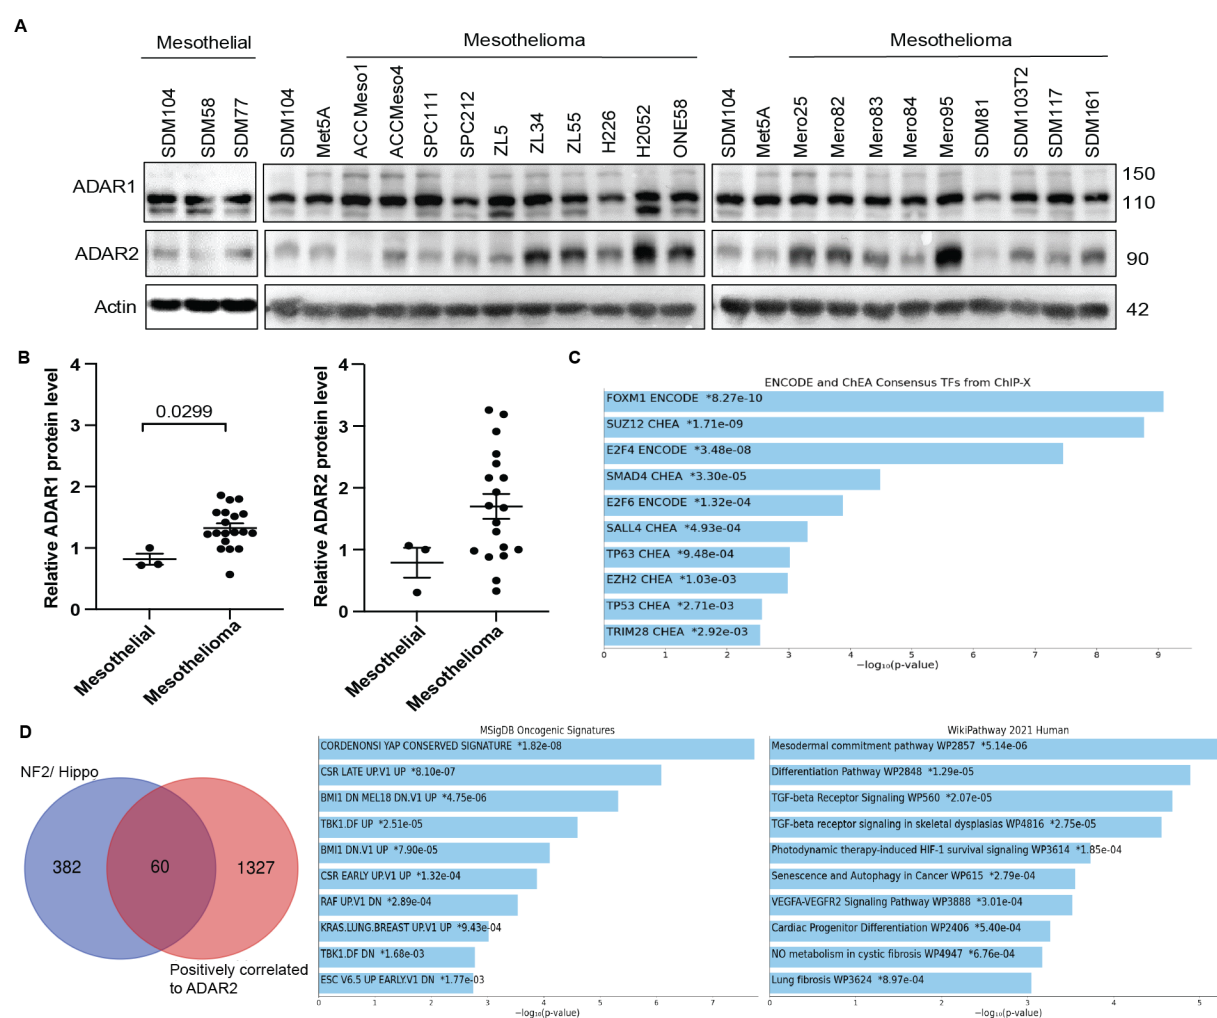 A
Mesothelial
Mesothelioma
Mesothelioma
SDM104
SDM58
SDM77
SDM104
Met5A
ACCMeso1
ACCMeso4
SPC111
SPC212
ZL5
ZL34
ZL55
H226
H2052
ONE58
SDM104
Met5A
Mero25
Mero82
Mero83
Mero84
Mero95
SDM81
SDM103T2
SDM117
SDM161
ADAR1
150
110
ADAR2
90
Actin
42
B
Relative ADAR1 protein level
4
3
2
1
0
0.0299
Mesothelial
Mesothelioma
Relative ADAR2 protein level
4
3
2
1
0
Mesothelial
Mesothelioma
C
ENCODE and ChEA Consensus TFs from ChIP-X
FOXM1 ENCODE *8.27e-10
SUZ12 CHEA *1.71e-09
E2F4 ENCODE *3.48e-08
SMAD4 CHEA *3.30e-05
E2F6 ENCODE *1.32e-04
SALL4 CHEA *4.93e-04
TP63 CHEA *9.48e-04
EZH2 CHEA *1.03e-03
TP53 CHEA *2.71e-03
TRIM28 CHEA *2.92e-03
0 1 2 3 4 5 6 7 8 9
−log₁₀(p-value)
D
NF2/ Hippo
382
60
1327
Positively correlated
to ADAR2
MSigDB Oncogenic Signatures
CORDENONSI YAP CONSERVED SIGNATURE *1.82e-08
CSR LATE UP.V1 UP *8.10e-07
BMI1 DN MEL18 DN.V1 UP *4.75e-06
TBK1.DF UP *2.51e-05
BMI1 DN.V1 UP *7.90e-05
CSR EARLY UP.V1 UP *1.32e-04
RAF UP.V1 DN *2.89e-04
KRAS.LUNG.BREAST UP.V1 UP *9.43e-04
TBK1.DF DN *1.68e-03
ESC V6.5 UP EARLY.V1 DN *1.77e-03
0 1 2 3 4 5 6 7
−log₁₀(p-value)
WikiPathway 2021 Human
Mesodermal commitment pathway WP2857 *5.14e-06
Differentiation Pathway WP2848 *1.29e-05
TGF-beta Receptor Signaling WP560 *2.07e-05
TGF-beta receptor signaling in skeletal dysplasias WP4816 *2.75e-05
Photodynamic therapy-induced HIF-1 survival signaling WP3614 *1.85e-04
Senescence and Autophagy in Cancer WP615 *2.79e-04
VEGFA-VEGFR2 Signaling Pathway WP3888 *3.01e-04
Cardiac Progenitor Differentiation WP2406 *5.40e-04
NO metabolism in cystic fibrosis WP4947 *6.76e-04
Lung fibrosis WP3624 *8.97e-04
0 1 2 3 4 5
−log₁₀(p-value)